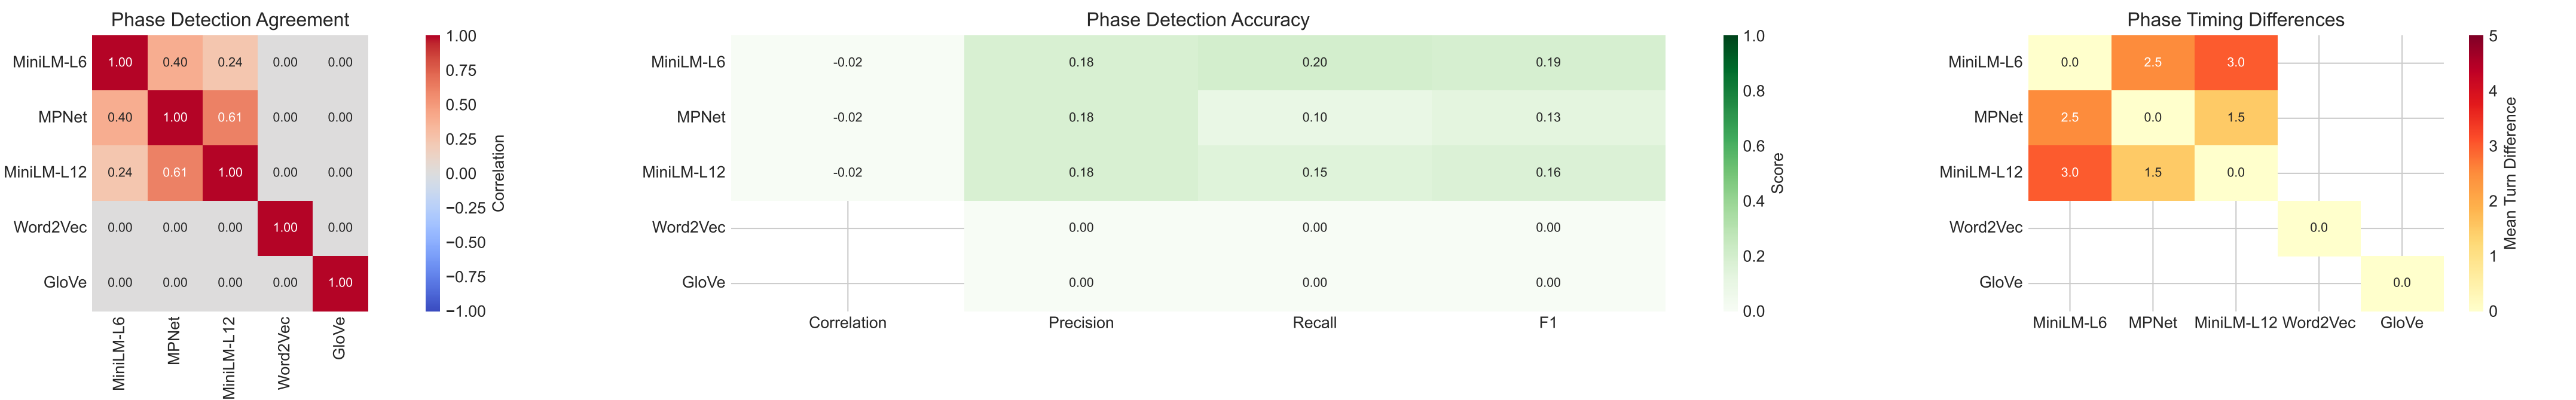 Phase Detection Agreement
MiniLM-L6 1.00 0.40 0.24 0.00 0.00
MPNet 0.40 1.00 0.61 0.00 0.00
MiniLM-L12 0.24 0.61 1.00 0.00 0.00
Word2Vec 0.00 0.00 0.00 1.00 0.00
GloVe 0.00 0.00 0.00 0.00 1.00
MiniLM-L6 MPNet MiniLM-L12 Word2Vec GloVe
1.00
0.75
0.50
0.25
0.00
−0.25
−0.50
−0.75
−1.00
Correlation
Phase Detection Accuracy
MiniLM-L6 -0.02 0.18 0.20 0.19
MPNet -0.02 0.18 0.10 0.13
MiniLM-L12 -0.02 0.18 0.15 0.16
Word2Vec 0.00 0.00 0.00
GloVe 0.00 0.00 0.00
Correlation Precision Recall F1
1.0
0.8
0.6
0.4
0.2
0.0
Score
Phase Timing Differences
MiniLM-L6 0.0 2.5 3.0
MPNet 2.5 0.0 1.5
MiniLM-L12 3.0 1.5 0.0
Word2Vec 0.0
GloVe 0.0
MiniLM-L6 MPNet MiniLM-L12 Word2Vec GloVe
5
4
3
2
1
0
Mean Turn Difference